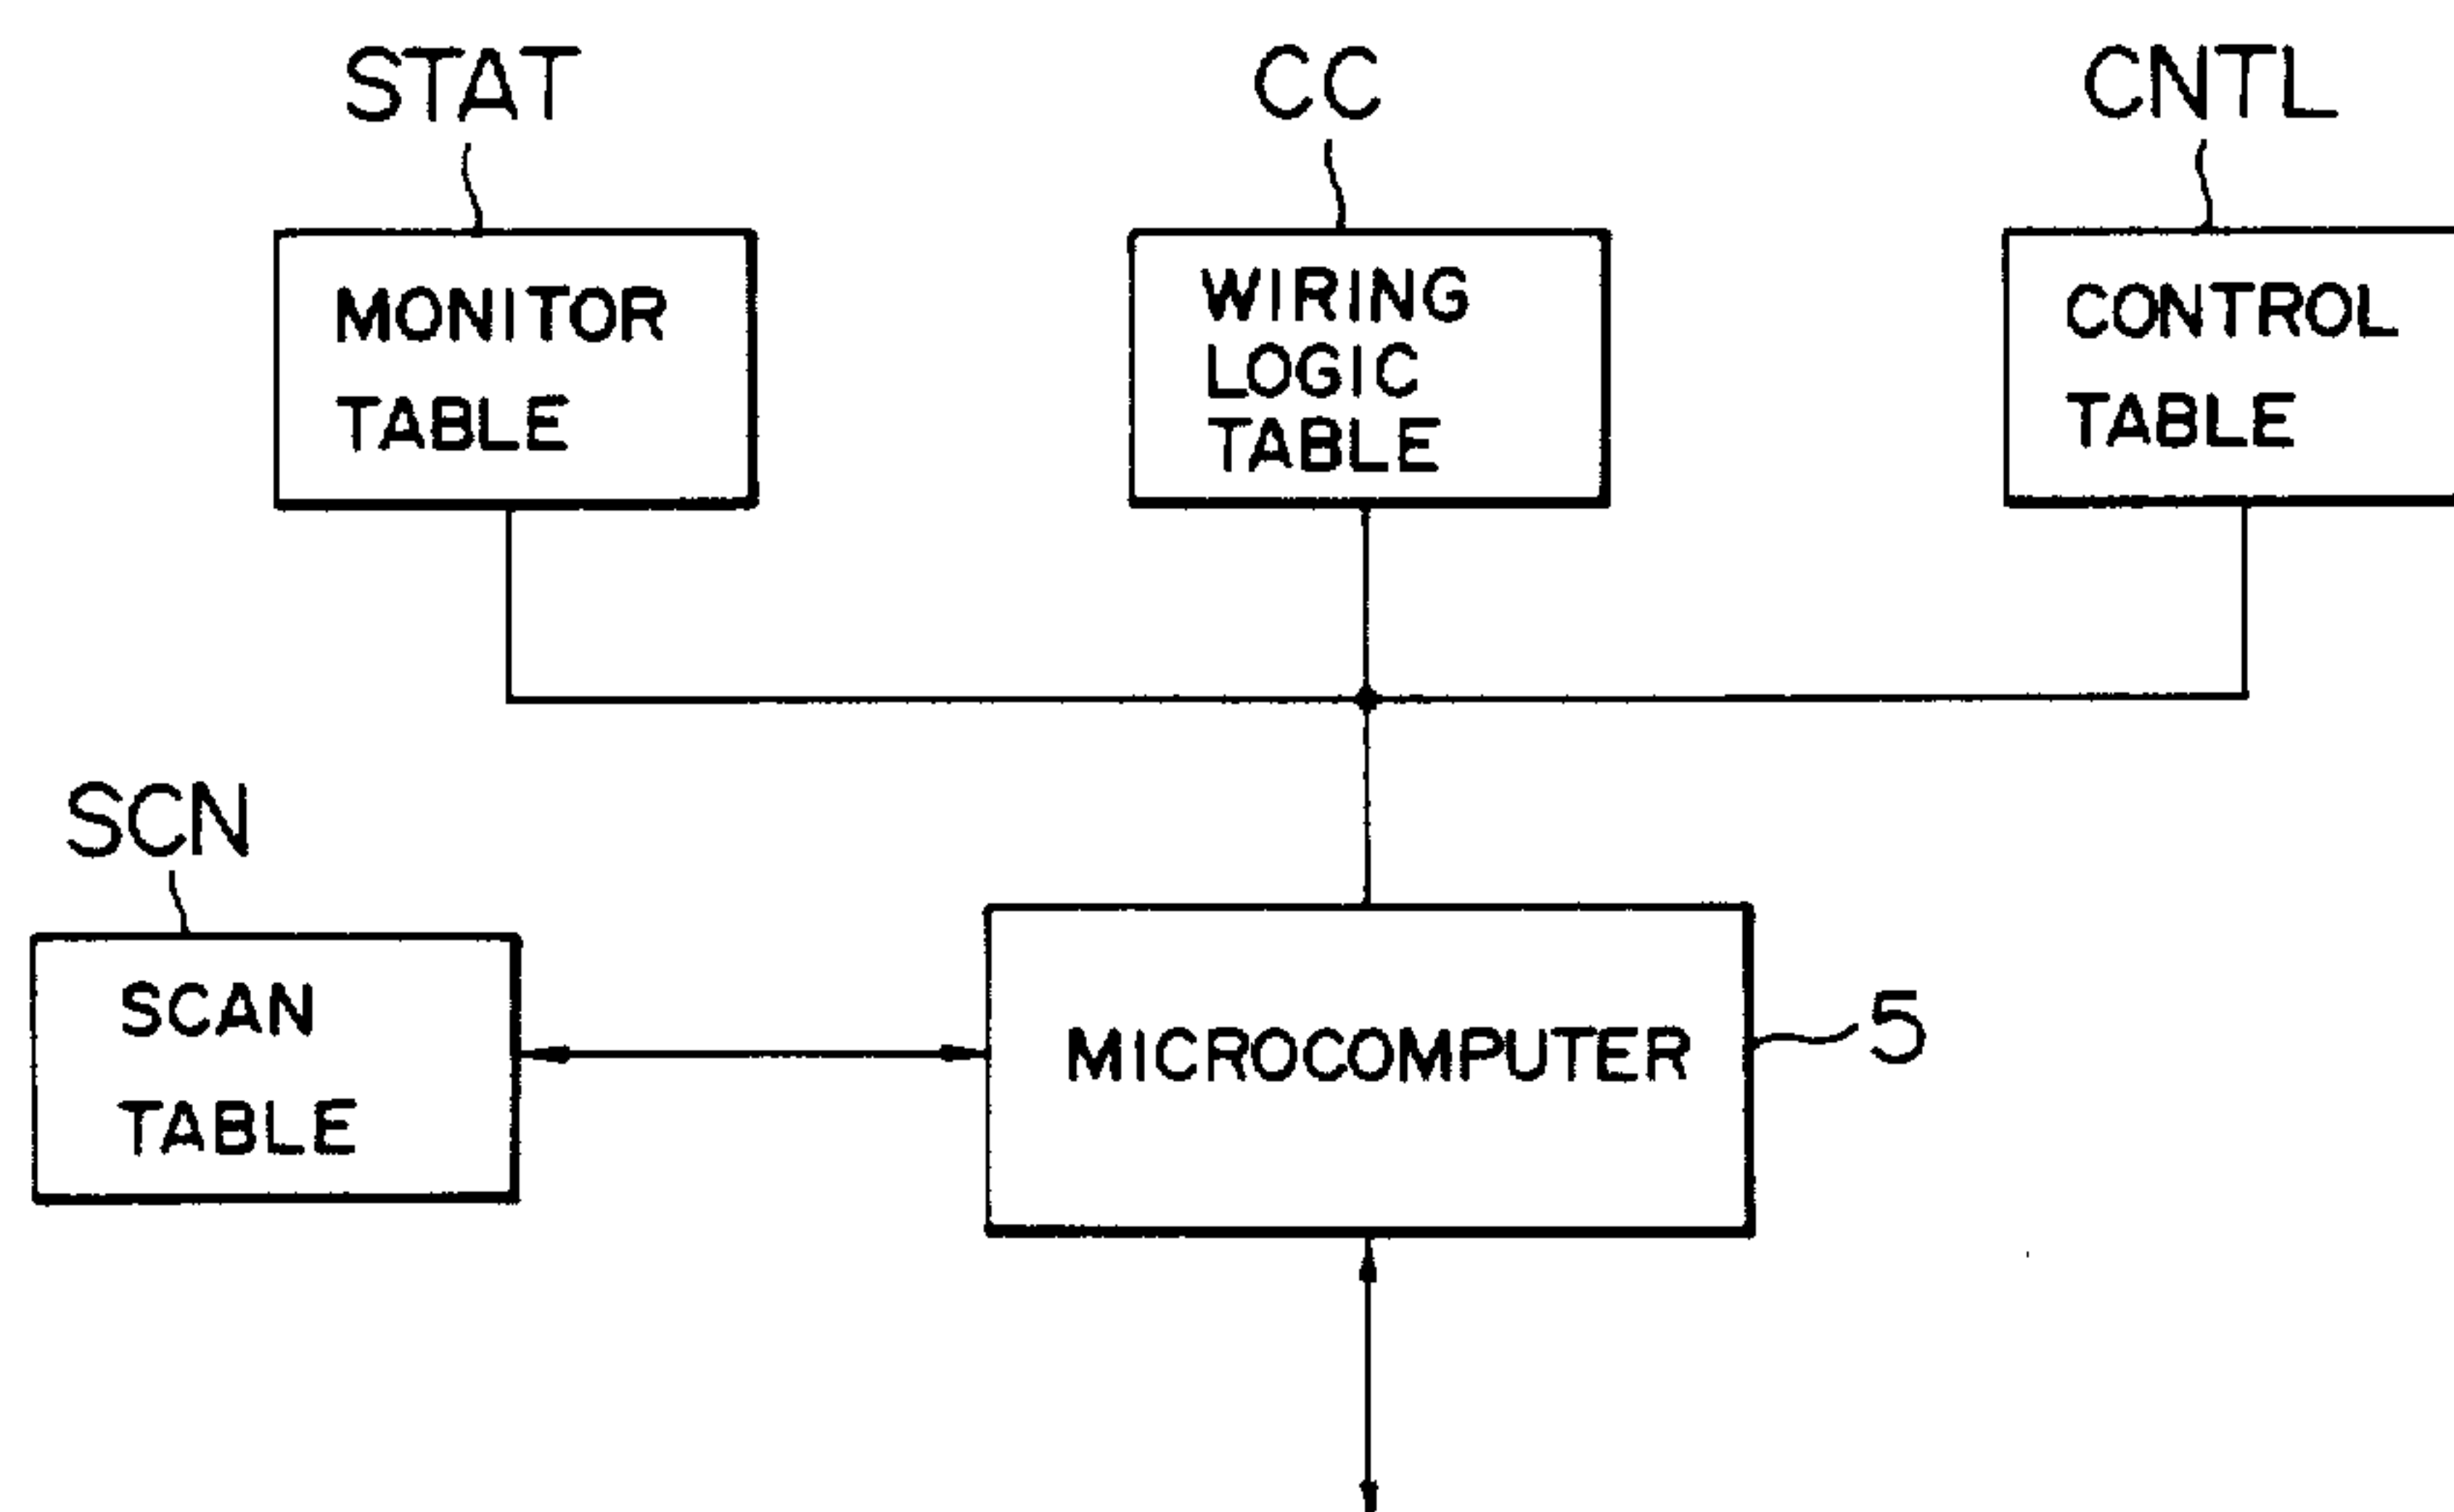 STAT
CC
CNTL
MONITOR
TABLE
WIRING
LOGIC
TABLE
CONTROL
TABLE
SCN
SCAN
TABLE
MICROCOMPUTER
5